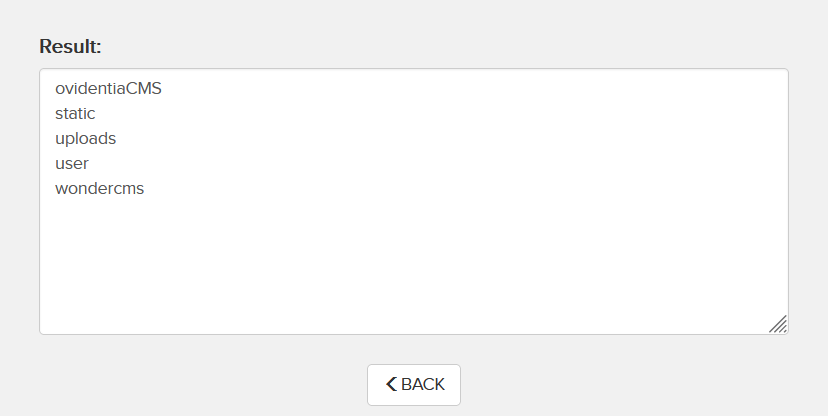 Result:
ovidentiaCMS
static
uploads
user
wondercms
BACK